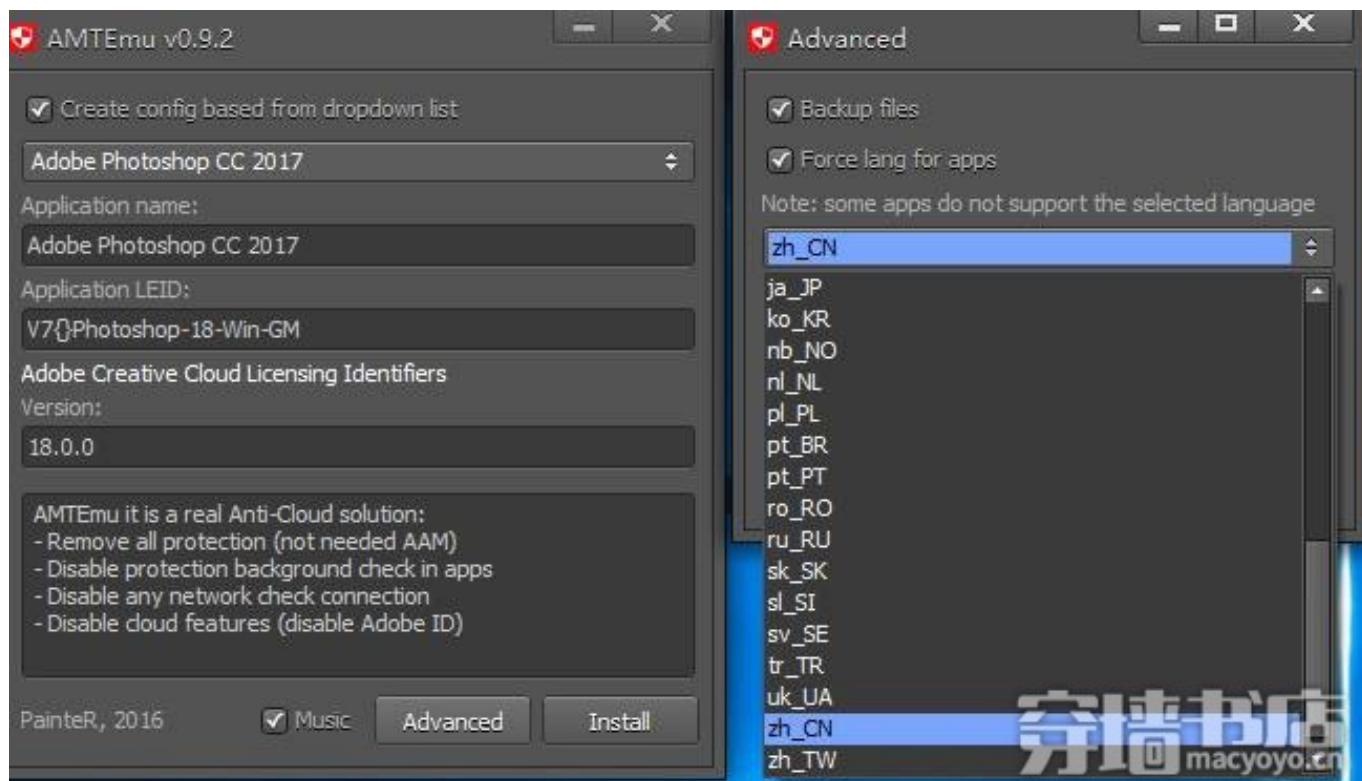 AMTEmu v0.9.2
Create config based from dropdown list
Adobe Photoshop CC 2017
Application name:
Adobe Photoshop CC 2017
Application LEID:
V7{}Photoshop-18-Win-GM
Adobe Creative Cloud Licensing Identifiers
Version:
18.0.0
AMTEmu it is a real Anti-Cloud solution:
- Remove all protection (not needed AAM)
- Disable protection background check in apps
- Disable any network check connection
- Disable cloud features (disable Adobe ID)
PainteR, 2016
Music
Advanced
Install
Advanced
Backup files
Force lang for apps
Note: some apps do not support the selected language
zh_CN
ja_JP
ko_KR
nb_NO
nl_NL
pl_PL
pt_BR
pt_PT
ro_RO
ru_RU
sk_SK
sl_SI
sv_SE
tr_TR
uk_UA
zh_CN
zh_TW
穿墙书店
macyoyo.cn